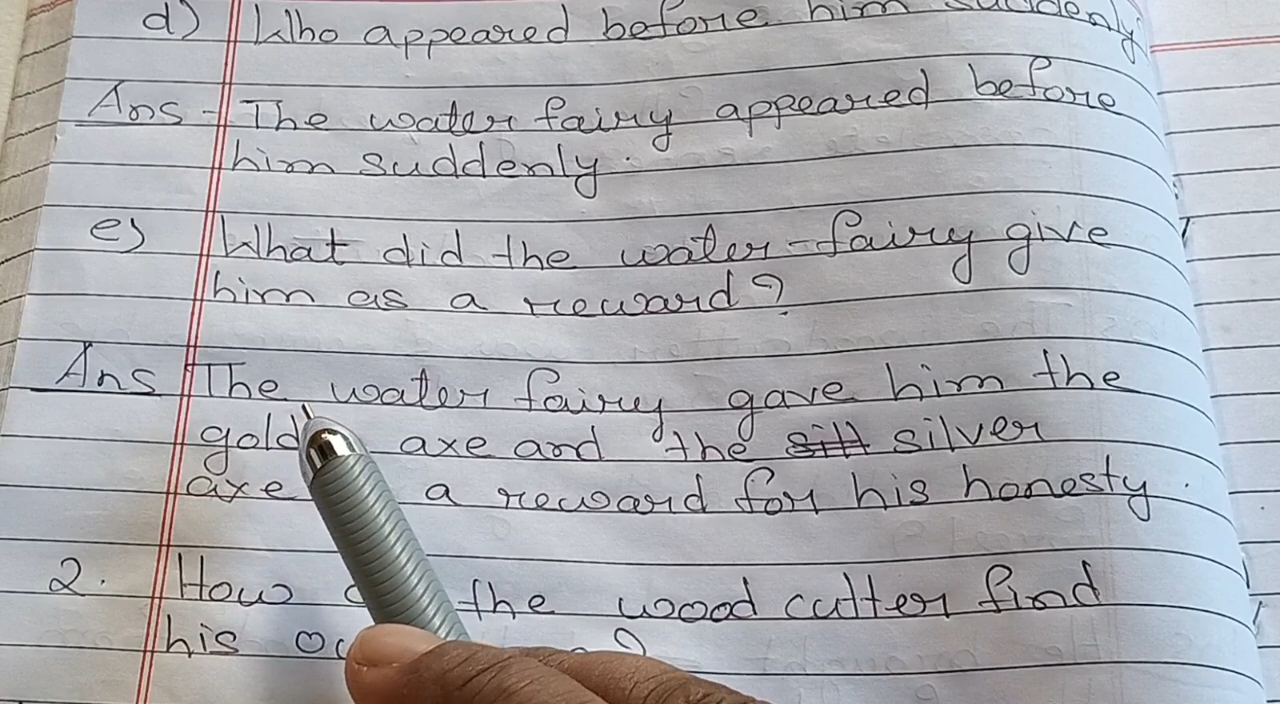 d) Who appeared before him suddenly
Ans - The water fairy appeared before
him suddenly.
e) What did the water-fairy give
him as a reward?
Ans The water fairy gave him the
gold axe and the silver
axe a reward for his honesty.
2. How the wood cutter find
his